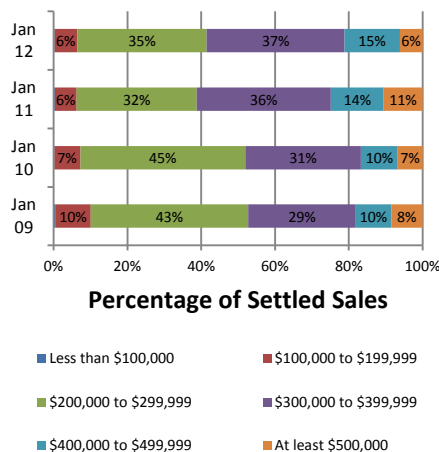 Jan 12 6% 35% 37% 15% 6%
Jan 11 6% 32% 36% 14% 11%
Jan 10 7% 45% 31% 10% 7%
Jan 09 10% 43% 29% 10% 8%
0% 20% 40% 60% 80% 100%
Percentage of Settled Sales
Less than $100,000 $100,000 to $199,999
$200,000 to $299,999 $300,000 to $399,999
$400,000 to $499,999 At least $500,000